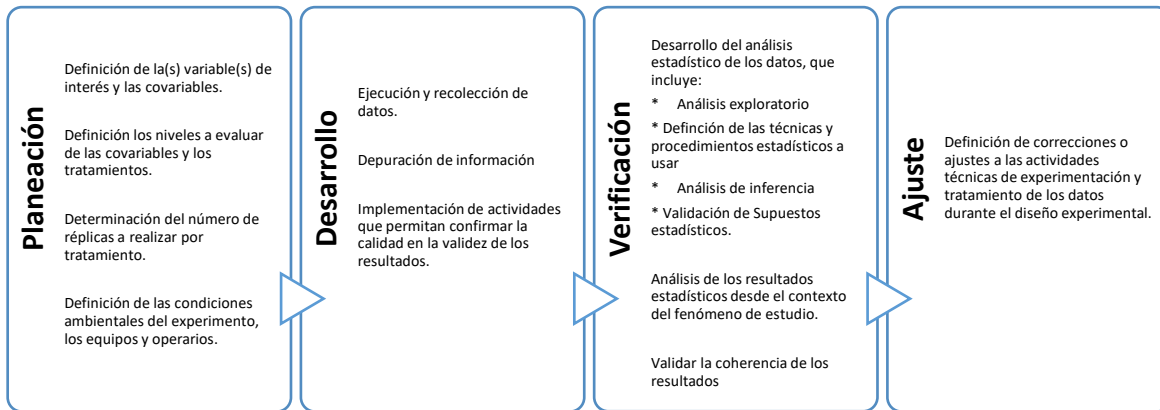 Planeación
Definición de la(s) variable(s) de
interés y las covariables.
Definición los niveles a evaluar
de las covariables y los
tratamientos.
Determinación del número de
réplicas a realizar por
tratamiento.
Definición de las condiciones
ambientales del experimento,
los equipos y operarios.
Desarrollo
Ejecución y recolección de
datos.
Depuración de información
Implementación de actividades
que permitan confirmar la
calidad en la validez de los
resultados.
Verificación
Desarrollo del análisis
estadístico de los datos, que
incluye:
* Análisis exploratorio
* Definción de las técnicas y
procedimientos estadísticos a
usar
* Análisis de inferencia
* Validación de Supuestos
estadísticos.
Análisis de los resultados
estadísticos desde el contexto
del fenómeno de estudio.
Validar la coherencia de los
resultados
Ajuste
Definición de correcciones o
ajustes a las actividades
técnicas de experimentación y
tratamiento de los datos
durante el diseño experimental.